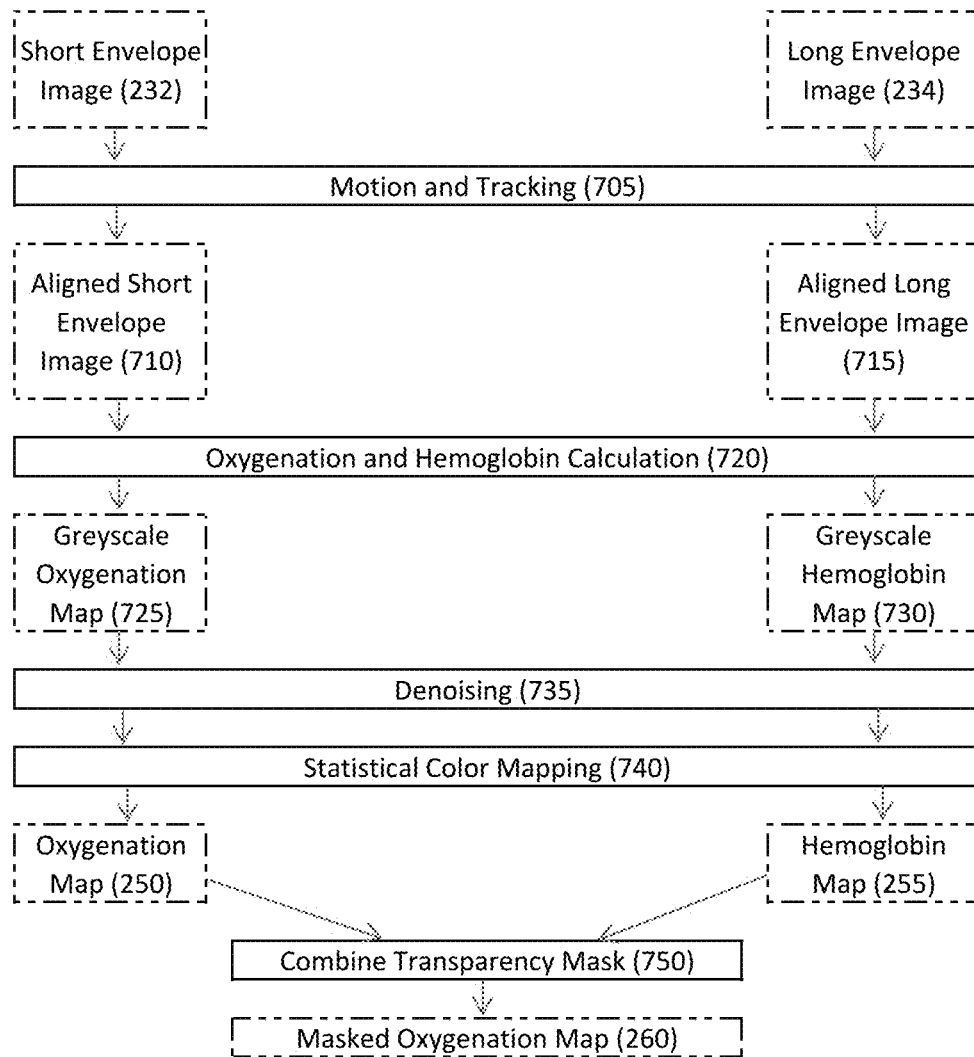 Short Envelope
Image (232)
Long Envelope
Image (234)
Motion and Tracking (705)
Aligned Short
Envelope
Image (710)
Aligned Long
Envelope Image
(715)
Oxygenation and Hemoglobin Calculation (720)
Greyscale
Oxygenation
Map (725)
Greyscale
Hemoglobin
Map (730)
Denoising (735)
Statistical Color Mapping (740)
Oxygenation
Map (250)
Hemoglobin
Map (255)
Combine Transparency Mask (750)
Masked Oxygenation Map (260)